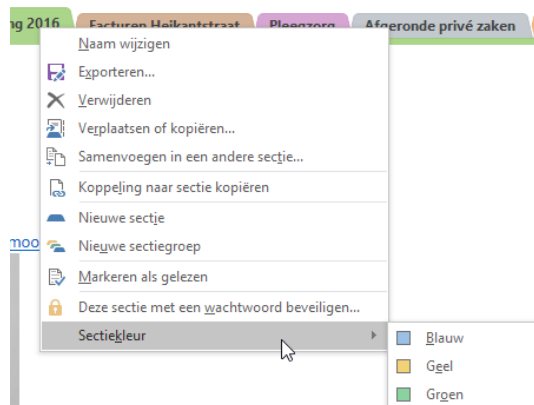 ng 2016 Facturen Heikantstraat Pleegzorg Afgeronde privé zaken
Naam wijzigen
Exporteren...
Verwijderen
Verplaatsen of kopiëren...
Samenvoegen in een andere sectie...
Koppeling naar sectie kopiëren
Nieuwe sectie
moo
Nieuwe sectiegroep
Markeren als gelezen
Deze sectie met een wachtwoord beveiligen...
Sectiekleur
Blauw
Geel
Groen